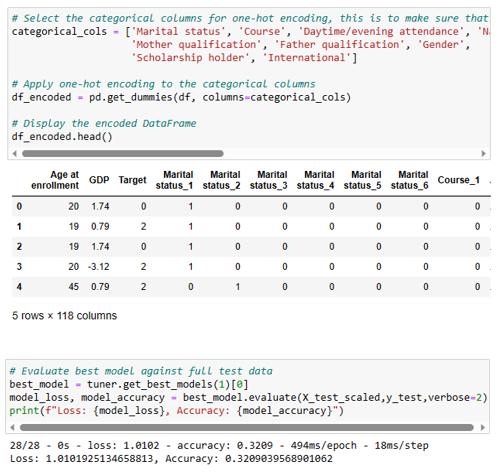 # Select the categorical columns for one-hot encoding, this is to make sure that
categorical_cols = ['Marital status', 'Course', 'Daytime/evening attendance',
'Mother qualification', 'Father qualification', 'Gender',
'Scholarship holder', 'International']
# Apply one-hot encoding to the categorical columns
df_encoded = pd.get_dummies(df, columns=categorical_cols)
# Display the encoded DataFrame
df_encoded.head()
Age at enrollment GDP Target Marital status_1 Marital status_2 Marital status_3 Marital status_4 Marital status_5 Marital status_6 Course_1
0 20 1.74 0 1 0 0 0 0 0 0
1 19 0.79 2 1 0 0 0 0 0 0
2 19 1.74 0 1 0 0 0 0 0 0
3 20 -3.12 2 1 0 0 0 0 0 0
4 45 0.79 2 0 1 0 0 0 0 0
5 rows × 118 columns
# Evaluate best model against full test data
best_model = tuner.get_best_models(1)[0]
model_loss, model_accuracy = best_model.evaluate(X_test_scaled,y_test,verbose=2)
print(f"Loss: {model_loss}, Accuracy: {model_accuracy}")
28/28 - 0s - loss: 1.0102 - accuracy: 0.3209 - 494ms/epoch - 18ms/step
Loss: 1.0101925134658813, Accuracy: 0.3209039568901062